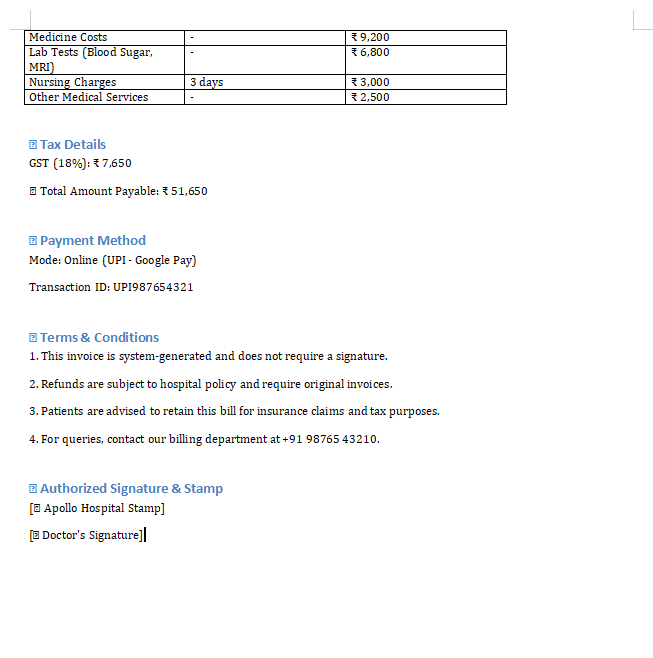 Medicine Costs - ₹ 9,200
Lab Tests (Blood Sugar, - ₹ 6,800
MRI)
Nursing Charges 3 days ₹ 3,000
Other Medical Services - ₹ 2,500
Tax Details
GST (18%): ₹ 7,650
Total Amount Payable: ₹ 51,650
Payment Method
Mode: Online (UPI - Google Pay)
Transaction ID: UPI987654321
Terms & Conditions
1. This invoice is system-generated and does not require a signature.
2. Refunds are subject to hospital policy and require original invoices.
3. Patients are advised to retain this bill for insurance claims and tax purposes.
4. For queries, contact our billing department at +91 98765 43210.
Authorized Signature & Stamp
[ Apollo Hospital Stamp]
[ Doctor's Signature]